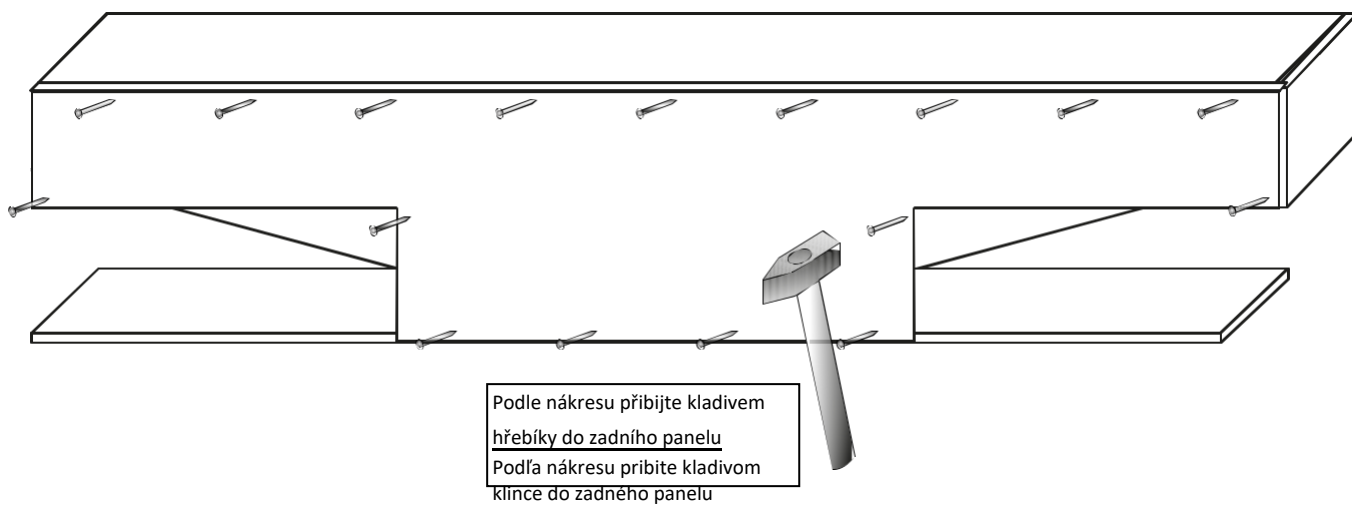 Podle nákresu přibijte kladivem
hřebíky do zadního panelu
Podľa nákresu pribite kladivom
klince do zadného panelu